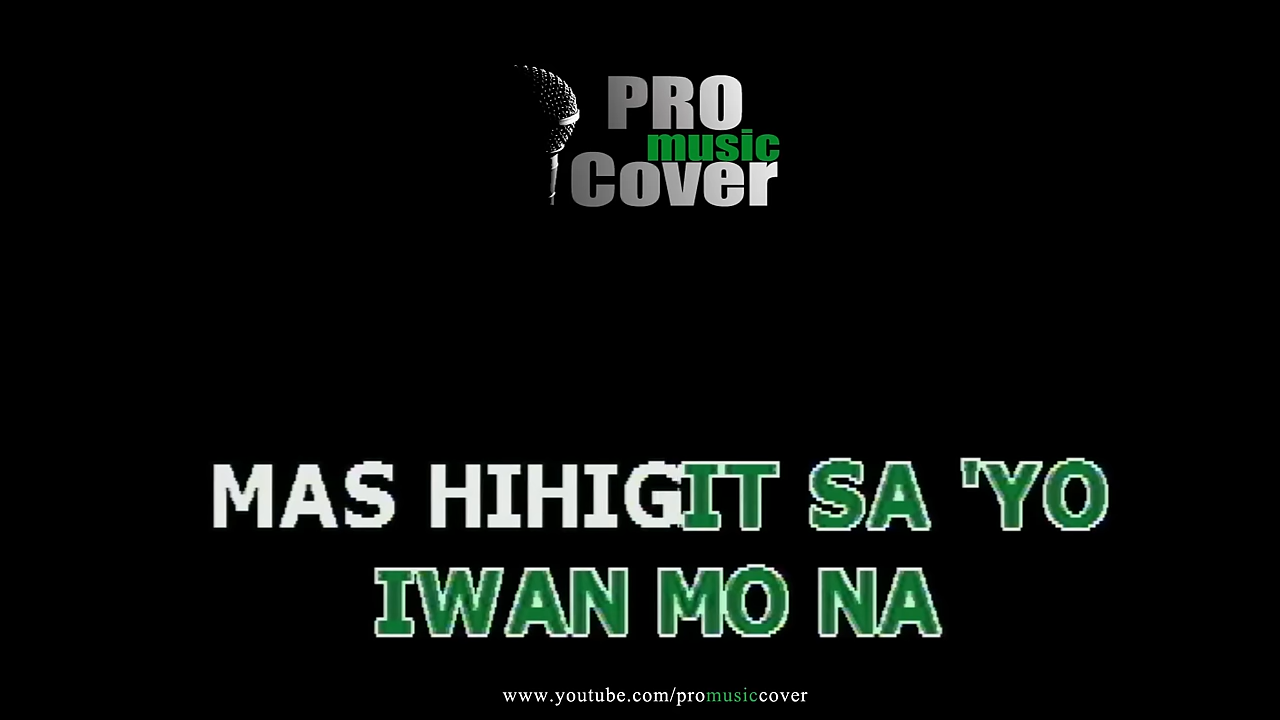 PRO
music
Cover
MAS HIHIGIT SA 'YO
IWAN MO NA
www.youtube.com/promusiccover